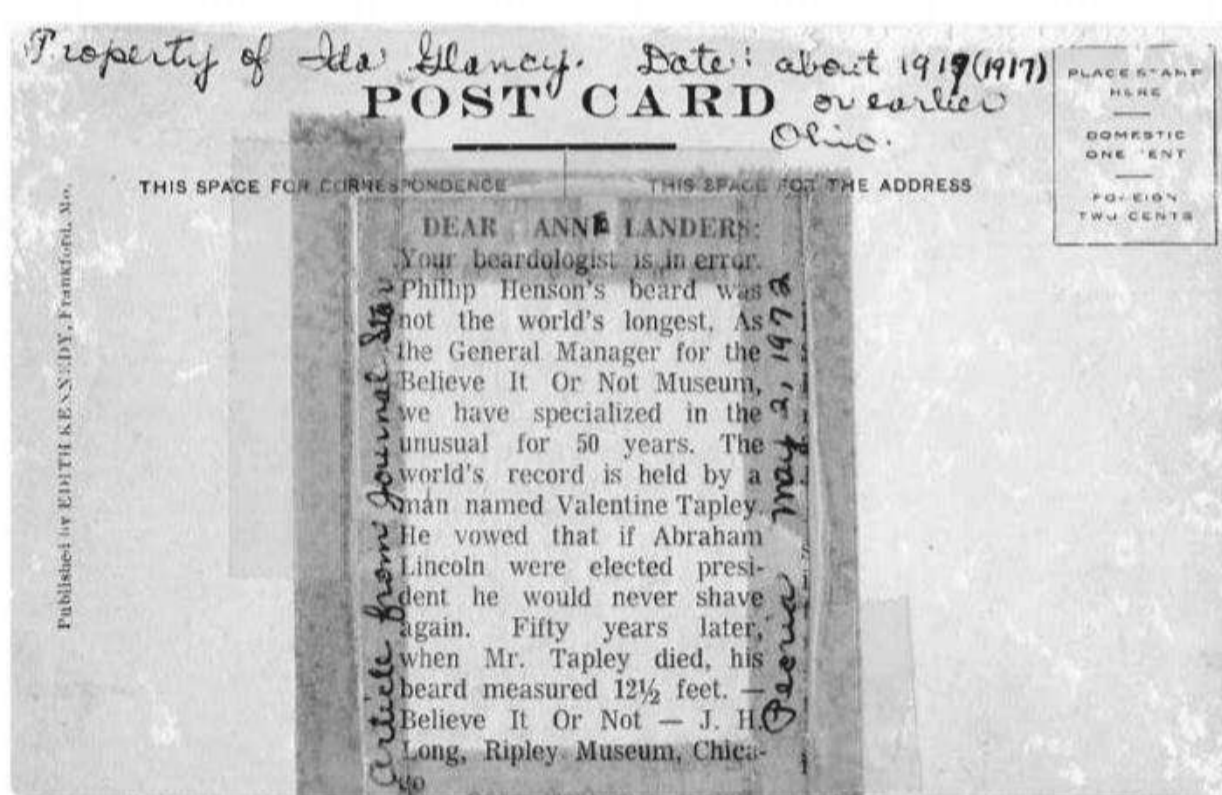 Property of Ida Glancy. Date: about 1917 (1917)
or earlier
Ohio.
POST CARD
PLACE STAMP
HERE
DOMESTIC
ONE CENT
FOREIGN
TWO CENTS
THIS SPACE FOR CORRESPONDENCE
THIS SPACE FOR THE ADDRESS
Published by EDITH KENNEDY, Frankford, Mo.
Article from Journal Star
DEAR ANN LANDERS:
Your beardologist is in error.
Phillip Henson's beard was
not the world's longest. As
the General Manager for the
Believe It Or Not Museum,
we have specialized in the
unusual for 50 years. The
world's record is held by a
man named Valentine Tapley.
He vowed that if Abraham
Lincoln were elected presi-
dent he would never shave
again. Fifty years later,
when Mr. Tapley died, his
beard measured 12½ feet. —
Believe It Or Not — J. H.
Long, Ripley Museum, Chica-
go
Peoria May 2, 1972